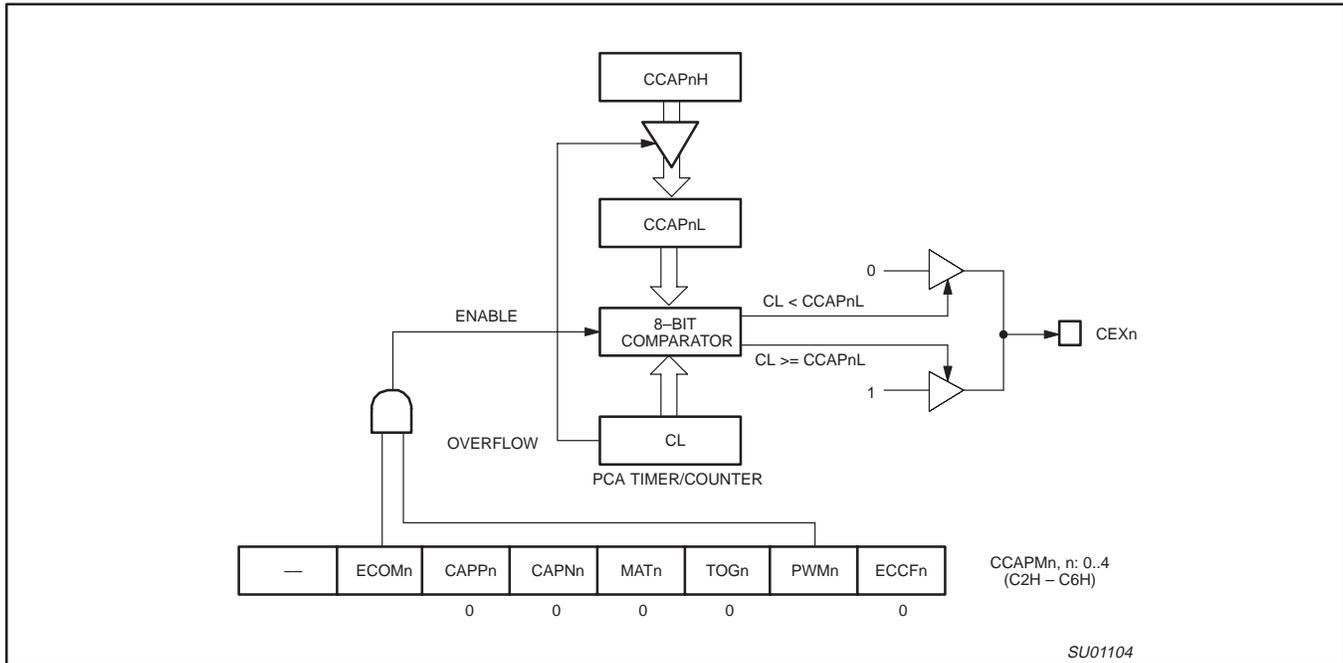 CCAPnH
CCAPnL
0
CL < CCAPnL
ENABLE
8–BIT
COMPARATOR
CEXn
CL >= CCAPnL
1
OVERFLOW
CL
PCA TIMER/COUNTER
— ECOMn CAPPn CAPNn MATn TOGn PWMn ECCFn
CCAPMn, n: 0..4
(C2H – C6H)
0 0 0 0 0
SU01104